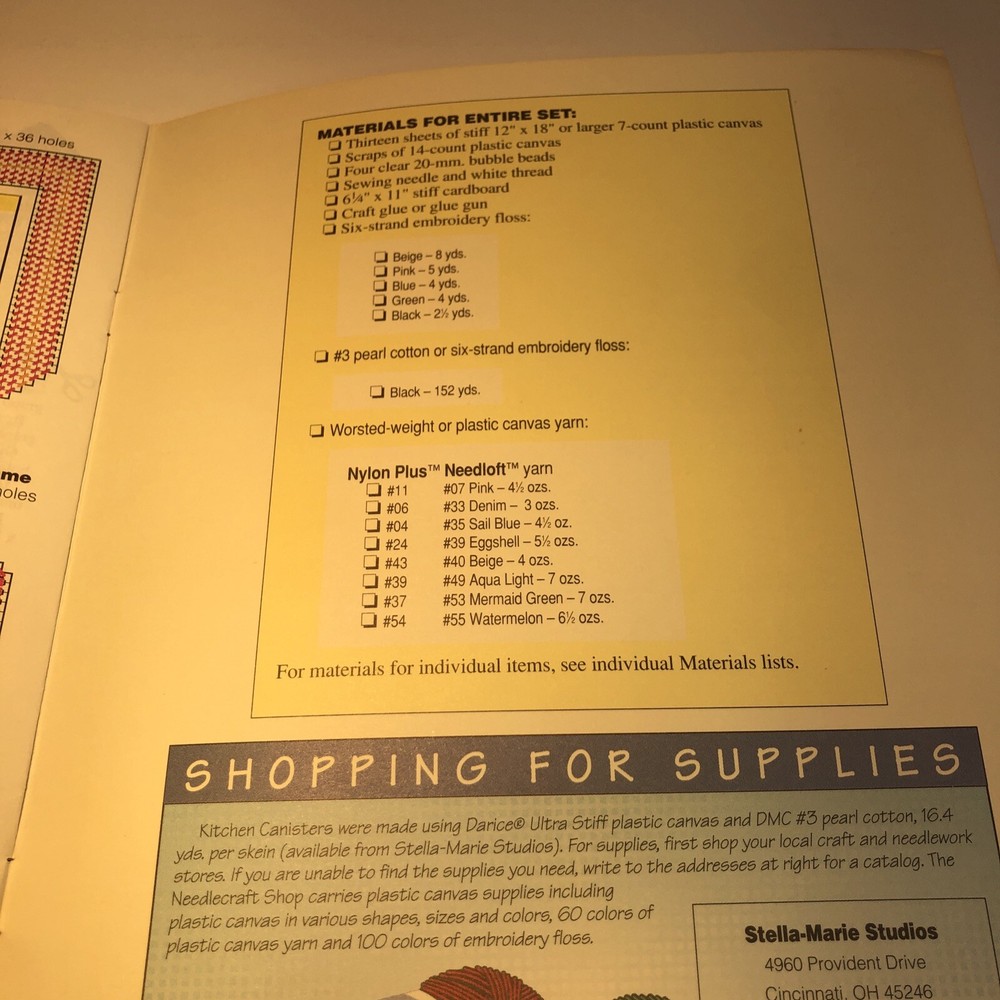 x 36 holes
me
holes
MATERIALS FOR ENTIRE SET:
❏ Thirteen sheets of stiff 12" x 18" or larger 7-count plastic canvas
❏ Scraps of 14-count plastic canvas
❏ Four clear 20-mm. bubble beads
❏ Sewing needle and white thread
❏ 6¼" x 11" stiff cardboard
❏ Craft glue or glue gun
❏ Six-strand embroidery floss:
❏ Beige – 8 yds.
❏ Pink – 5 yds.
❏ Blue – 4 yds.
❏ Green – 4 yds.
❏ Black – 2½ yds.
❏ #3 pearl cotton or six-strand embroidery floss:
❏ Black – 152 yds.
❏ Worsted-weight or plastic canvas yarn:
Nylon Plus™ Needloft™ yarn
❏ #11 #07 Pink – 4½ ozs.
❏ #06 #33 Denim – 3 ozs.
❏ #04 #35 Sail Blue – 4½ oz.
❏ #24 #39 Eggshell – 5½ ozs.
❏ #43 #40 Beige – 4 ozs.
❏ #39 #49 Aqua Light – 7 ozs.
❏ #37 #53 Mermaid Green – 7 ozs.
❏ #54 #55 Watermelon – 6½ ozs.
For materials for individual items, see individual Materials lists.
SHOPPING FOR SUPPLIES
Kitchen Canisters were made using Darice® Ultra Stiff plastic canvas and DMC #3 pearl cotton, 16.4
yds. per skein (available from Stella-Marie Studios). For supplies, first shop your local craft and needlework
stores. If you are unable to find the supplies you need, write to the addresses at right for a catalog. The
Needlecraft Shop carries plastic canvas supplies including
plastic canvas in various shapes, sizes and colors, 60 colors of
plastic canvas yarn and 100 colors of embroidery floss.
Stella-Marie Studios
4960 Provident Drive
Cincinnati, OH 45246